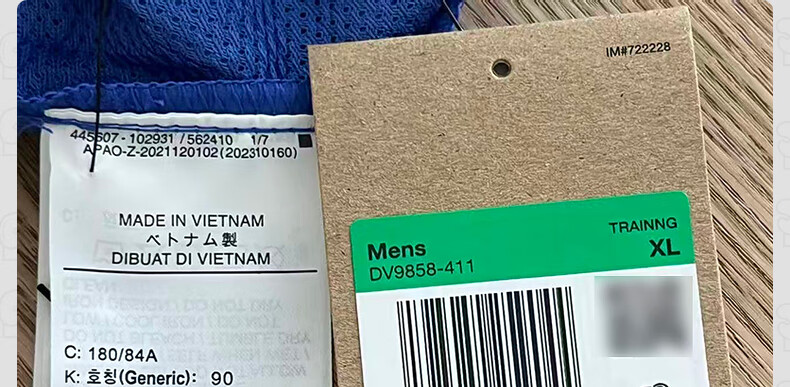 445607-102931 / 562410 1/7
APAO-Z-2021120102 (202310160)
MADE IN VIETNAM
ベトナム製
DIBUAT DI VIETNAM
C: 180/84A
K: 호칭(Generic): 90
IM#722228
Mens
DV9858-411
TRAINNG
XL